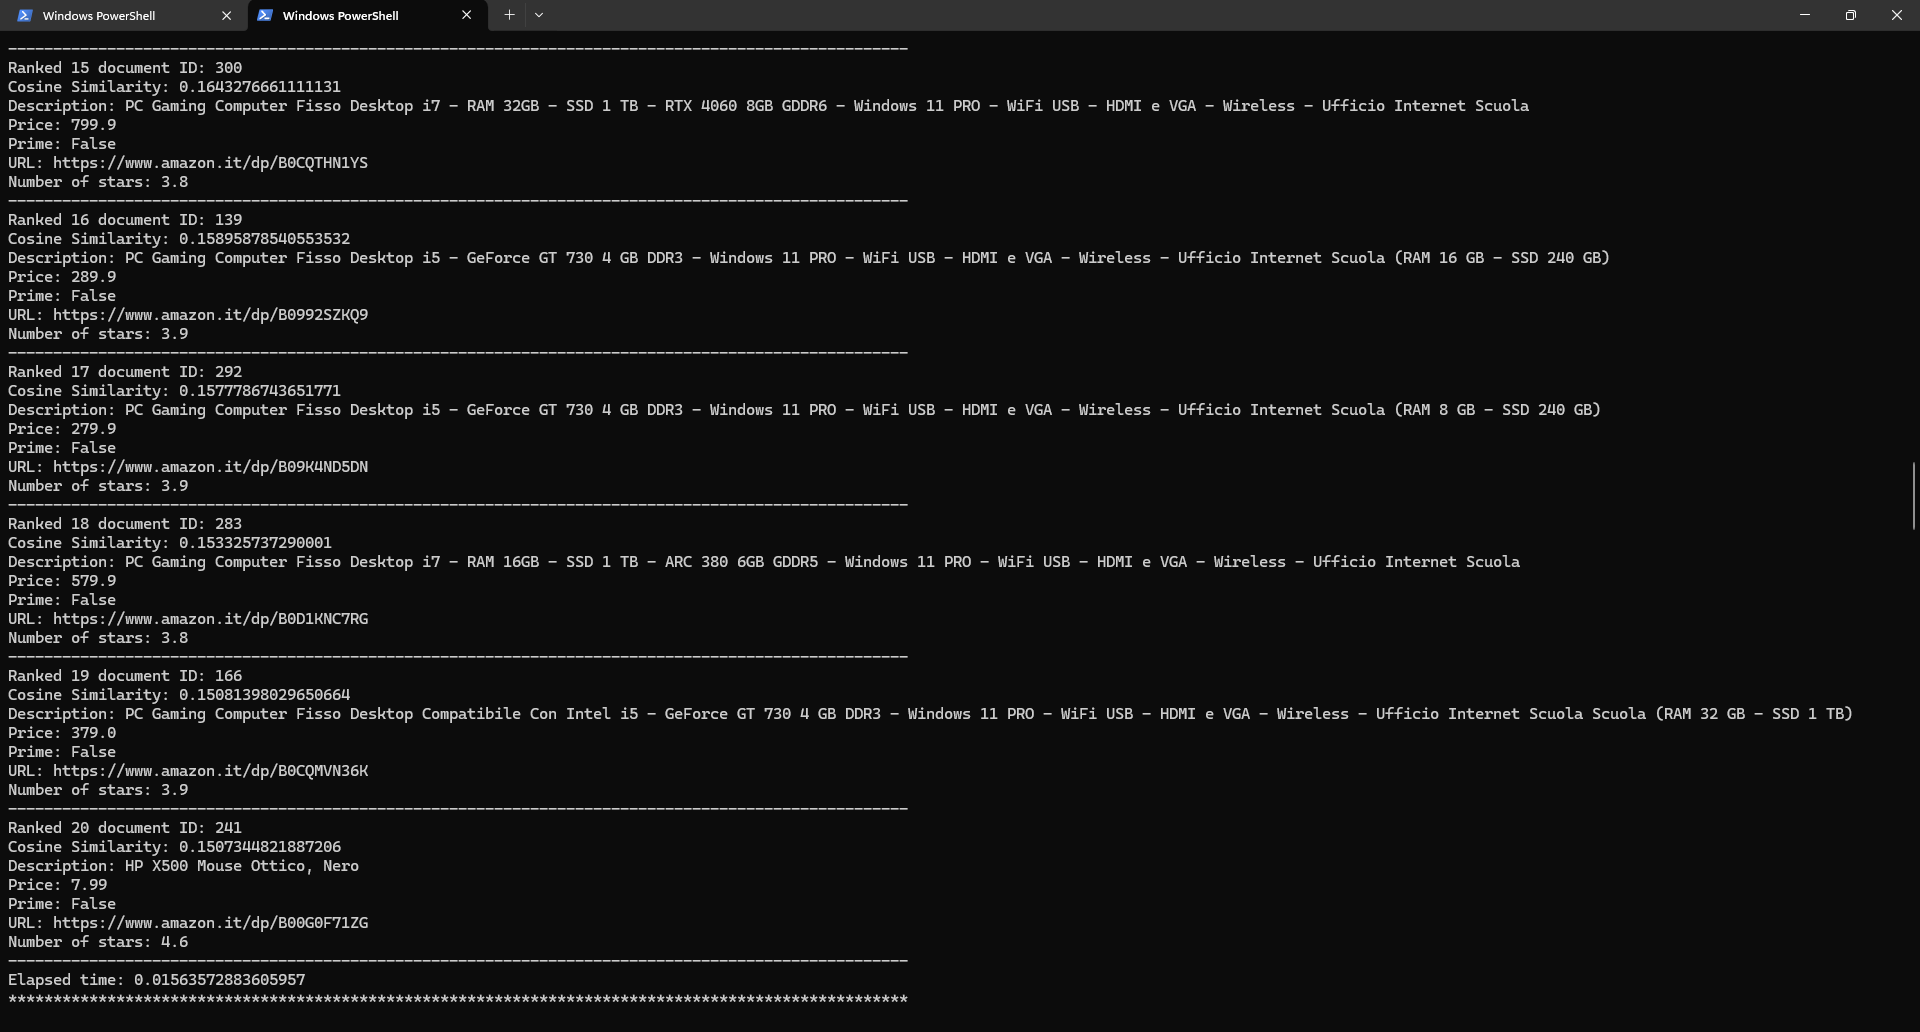 Windows PowerShell
Windows PowerShell
----------------------------------------------------------------------------------------------------
Ranked 15 document ID: 300
Cosine Similarity: 0.1643276661111131
Description: PC Gaming Computer Fisso Desktop i7 - RAM 32GB - SSD 1 TB - RTX 4060 8GB GDDR6 - Windows 11 PRO - WiFi USB - HDMI e VGA - Wireless - Ufficio Internet Scuola
Price: 799.9
Prime: False
URL: https://www.amazon.it/dp/B0CQTHN1YS
Number of stars: 3.8
----------------------------------------------------------------------------------------------------
Ranked 16 document ID: 139
Cosine Similarity: 0.15895878540553532
Description: PC Gaming Computer Fisso Desktop i5 - GeForce GT 730 4 GB DDR3 - Windows 11 PRO - WiFi USB - HDMI e VGA - Wireless - Ufficio Internet Scuola (RAM 16 GB - SSD 240 GB)
Price: 289.9
Prime: False
URL: https://www.amazon.it/dp/B0992SZKQ9
Number of stars: 3.9
----------------------------------------------------------------------------------------------------
Ranked 17 document ID: 292
Cosine Similarity: 0.1577786743651771
Description: PC Gaming Computer Fisso Desktop i5 - GeForce GT 730 4 GB DDR3 - Windows 11 PRO - WiFi USB - HDMI e VGA - Wireless - Ufficio Internet Scuola (RAM 8 GB - SSD 240 GB)
Price: 279.9
Prime: False
URL: https://www.amazon.it/dp/B09K4ND5DN
Number of stars: 3.9
----------------------------------------------------------------------------------------------------
Ranked 18 document ID: 283
Cosine Similarity: 0.153325737290001
Description: PC Gaming Computer Fisso Desktop i7 - RAM 16GB - SSD 1 TB - ARC 380 6GB GDDR5 - Windows 11 PRO - WiFi USB - HDMI e VGA - Wireless - Ufficio Internet Scuola
Price: 579.9
Prime: False
URL: https://www.amazon.it/dp/B0D1KNC7RG
Number of stars: 3.8
----------------------------------------------------------------------------------------------------
Ranked 19 document ID: 166
Cosine Similarity: 0.15081398029650664
Description: PC Gaming Computer Fisso Desktop Compatibile Con Intel i5 - GeForce GT 730 4 GB DDR3 - Windows 11 PRO - WiFi USB - HDMI e VGA - Wireless - Ufficio Internet Scuola Scuola (RAM 32 GB - SSD 1 TB)
Price: 379.0
Prime: False
URL: https://www.amazon.it/dp/B0CQMVN36K
Number of stars: 3.9
----------------------------------------------------------------------------------------------------
Ranked 20 document ID: 241
Cosine Similarity: 0.1507344821887206
Description: HP X500 Mouse Ottico, Nero
Price: 7.99
Prime: False
URL: https://www.amazon.it/dp/B00G0F71ZG
Number of stars: 4.6
----------------------------------------------------------------------------------------------------
Elapsed time: 0.01563572883605957
****************************************************************************************************